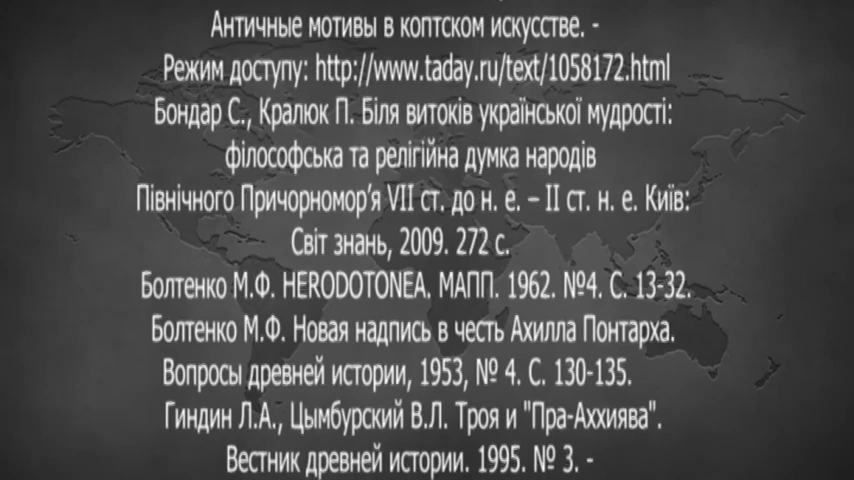 Античные мотивы в коптском искусстве. -
Режим доступу: http://www.taday.ru/text/1058172.html
Бондар С., Кралюк П. Біля витоків української мудрості:
філософська та релігійна думка народів
Північного Причорномор’я VII ст. до н. е. – II ст. н. е. Київ:
Світ знань, 2009. 272 с.
Болтенко М.Ф. HERODOTONEA. МАПП. 1962. №4. С. 13-32.
Болтенко М.Ф. Новая надпись в честь Ахилла Понтарха.
Вопросы древней истории, 1953, № 4. С. 130-135.
Гиндин Л.А., Цымбурский В.Л. Троя и "Пра-Аххиява".
Вестник древней истории. 1995. № 3. -